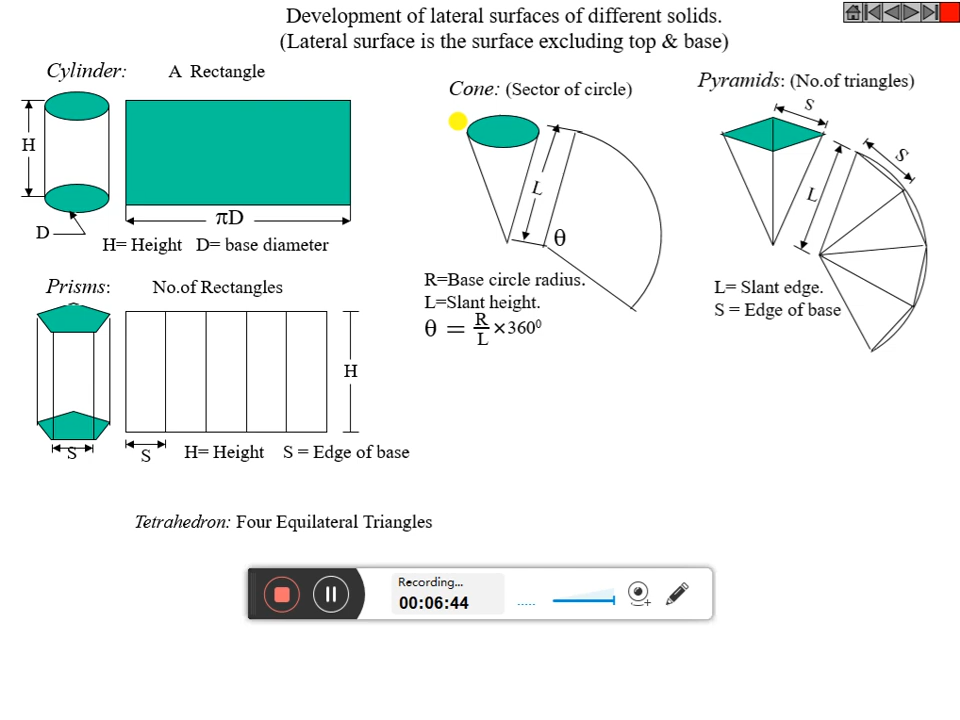 Development of lateral surfaces of different solids.
(Lateral surface is the surface excluding top & base)
Cylinder: A Rectangle
H
πD
D
H= Height D= base diameter
Cone: (Sector of circle)
L
θ
R=Base circle radius.
L=Slant height.
θ = R/L ×360⁰
Pyramids: (No.of triangles)
S
S
L
L= Slant edge.
S = Edge of base
Prisms: No.of Rectangles
H
S
S
H= Height S = Edge of base
Tetrahedron: Four Equilateral Triangles
Recording...
00:06:44